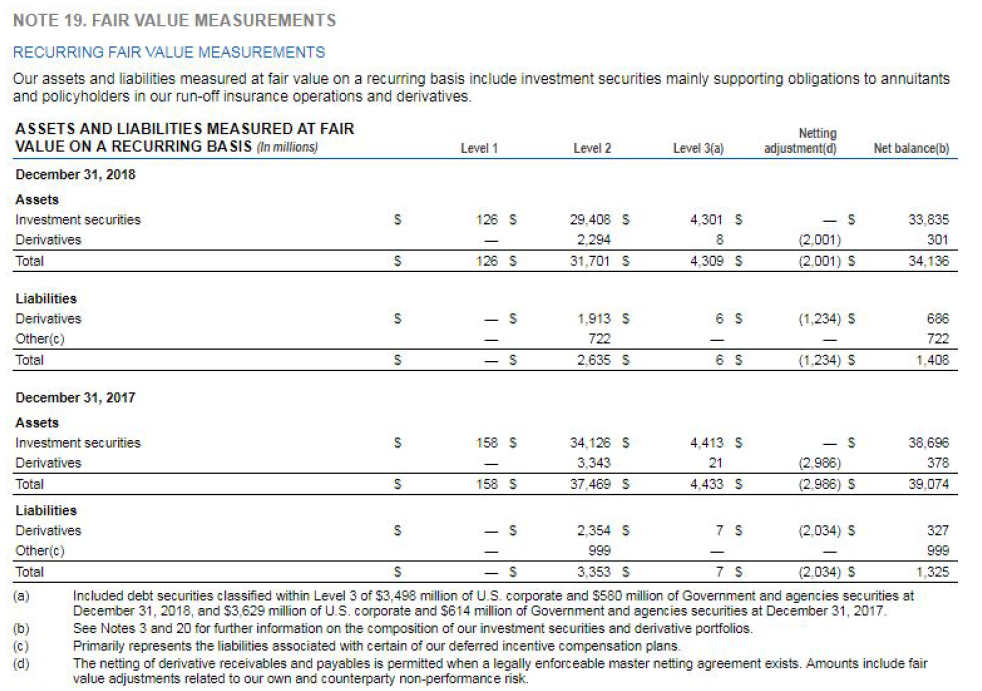 NOTE 19. FAIR VALUE MEASUREMENTS
RECURRING FAIR VALUE MEASUREMENTS
Our assets and liabilities measured at fair value on a recurring basis include investment securities mainly supporting obligations to annuitants
and policyholders in our run-off insurance operations and derivatives.
ASSETS AND LIABILITIES MEASURED AT FAIR
VALUE ON A RECURRING BASIS (In millions) Level 1 Level 2 Level 3(a) Netting adjustment(d) Net balance(b)
December 31, 2018
Assets
Investment securities $ 126 $ 29,408 $ 4,301 $ — $ 33,835
Derivatives — 2,294 8 (2,001) 301
Total $ 126 $ 31,701 $ 4,309 $ (2,001) $ 34,136
Liabilities
Derivatives $ — $ 1,913 $ 6 $ (1,234) $ 686
Other(c) — 722 — — 722
Total $ — $ 2,635 $ 6 $ (1,234) $ 1,408
December 31, 2017
Assets
Investment securities $ 158 $ 34,126 $ 4,413 $ — $ 38,696
Derivatives — 3,343 21 (2,986) 378
Total $ 158 $ 37,469 $ 4,433 $ (2,986) $ 39,074
Liabilities
Derivatives $ — $ 2,354 $ 7 $ (2,034) $ 327
Other(c) — 999 — — 999
Total $ — $ 3,353 $ 7 $ (2,034) $ 1,325
(a) Included debt securities classified within Level 3 of $3,498 million of U.S. corporate and $580 million of Government and agencies securities at
December 31, 2018, and $3,629 million of U.S. corporate and $614 million of Government and agencies securities at December 31, 2017.
(b) See Notes 3 and 20 for further information on the composition of our investment securities and derivative portfolios.
(c) Primarily represents the liabilities associated with certain of our deferred incentive compensation plans.
(d) The netting of derivative receivables and payables is permitted when a legally enforceable master netting agreement exists. Amounts include fair
value adjustments related to our own and counterparty non-performance risk.